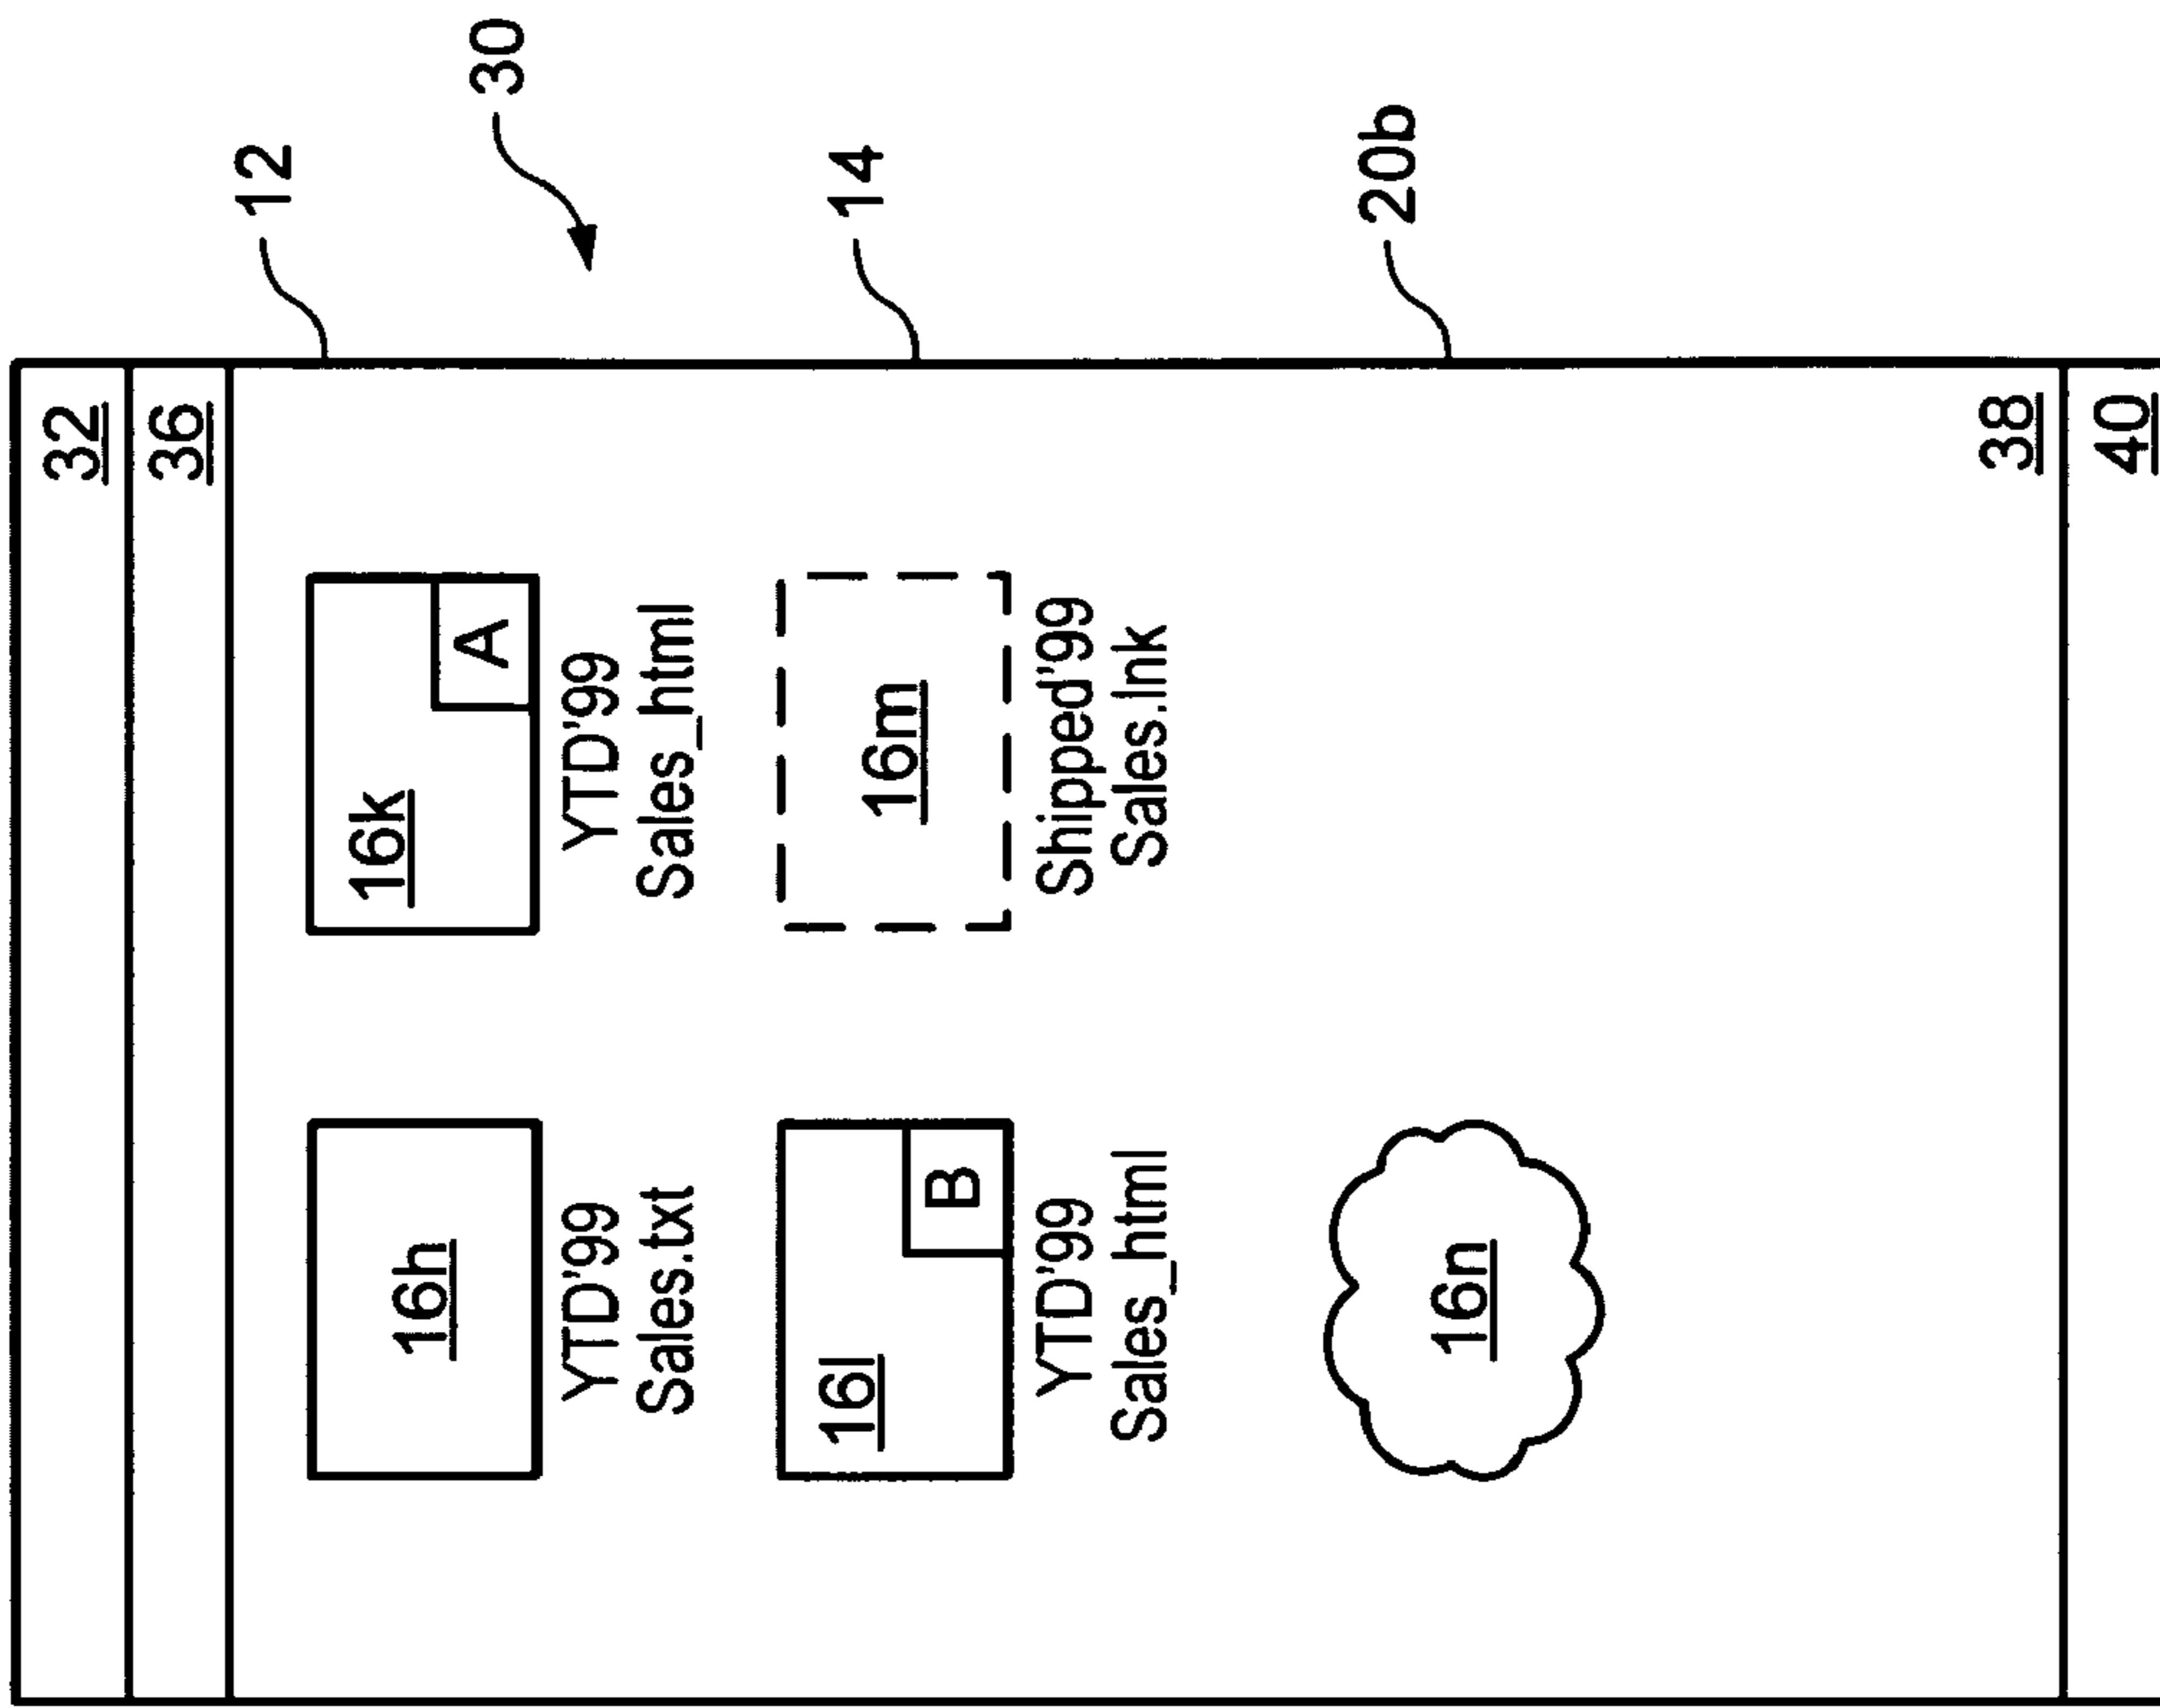 32
36
12
16h
16k
A
30
YTD'99
Sales.txt
YTD'99
Sales_html
16l
B
16m
14
YTD'99
Sales_html
Shipped'99
Sales.lnk
20b
16n
38
40